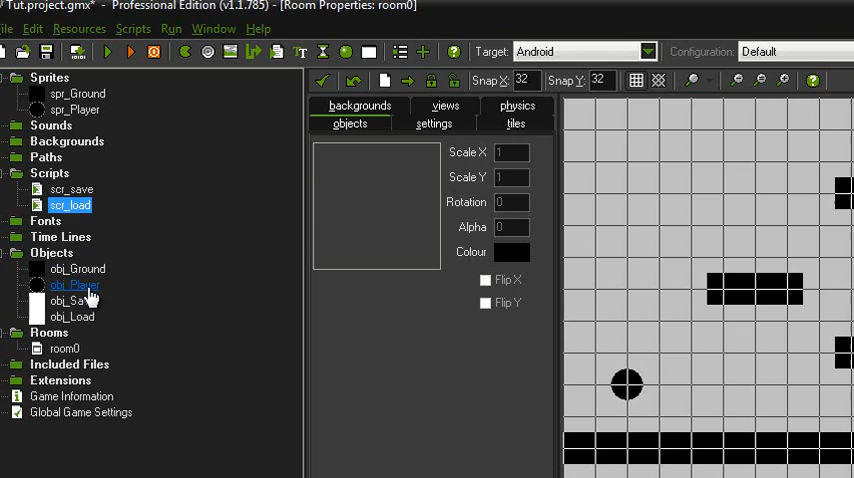 Tut.project.gmx* - Professional Edition (v1.1.785) - [Room Properties: room0]
File Edit Resources Scripts Run Window Help
Target: Android Configuration: Default
Snap X: 32 Snap Y: 32
Sprites
spr_Ground
spr_Player
Sounds
Backgrounds
Paths
Scripts
scr_save
scr_load
Fonts
Time Lines
Objects
obj_Ground
obj_Player
obj_Load
Rooms
room0
Included Files
Extensions
Game Information
Global Game Settings
backgrounds views physics
objects settings tiles
Scale X 1
Scale Y 1
Rotation 0
Alpha 0
Colour
Flip X
Flip Y